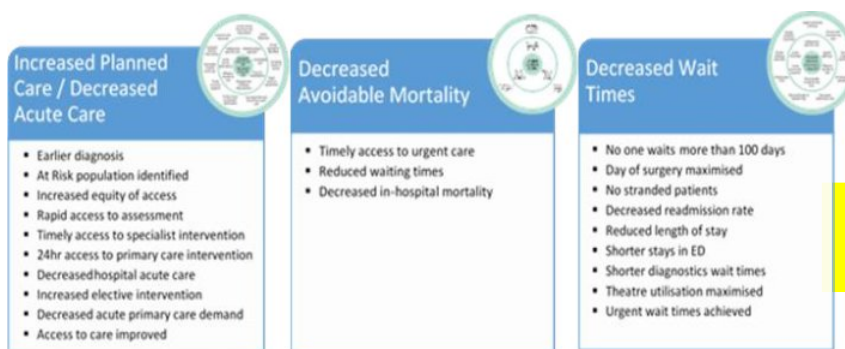 Increased Planned
Care / Decreased
Acute Care
Earlier diagnosis
At Risk population identified
Increased equity of access
Rapid access to assessment
Timely access to specialist intervention
24hr access to primary care intervention
Decreasedhospital acute care
Increased elective intervention
Decreased acute primary care demand
Access to care improved
Decreased
Avoidable Mortality
Timely access to urgent care
Reduced waiting times
Decreased in-hospital mortality
Decreased Wait
Times
No one waits more than 100 days
Day of surgery maximised
No stranded patients
Decreased readmission rate
Reduced length of stay
Shorter stays in ED
Shorter diagnostics wait times
Theatre utilisation maximised
Urgent wait times achieved